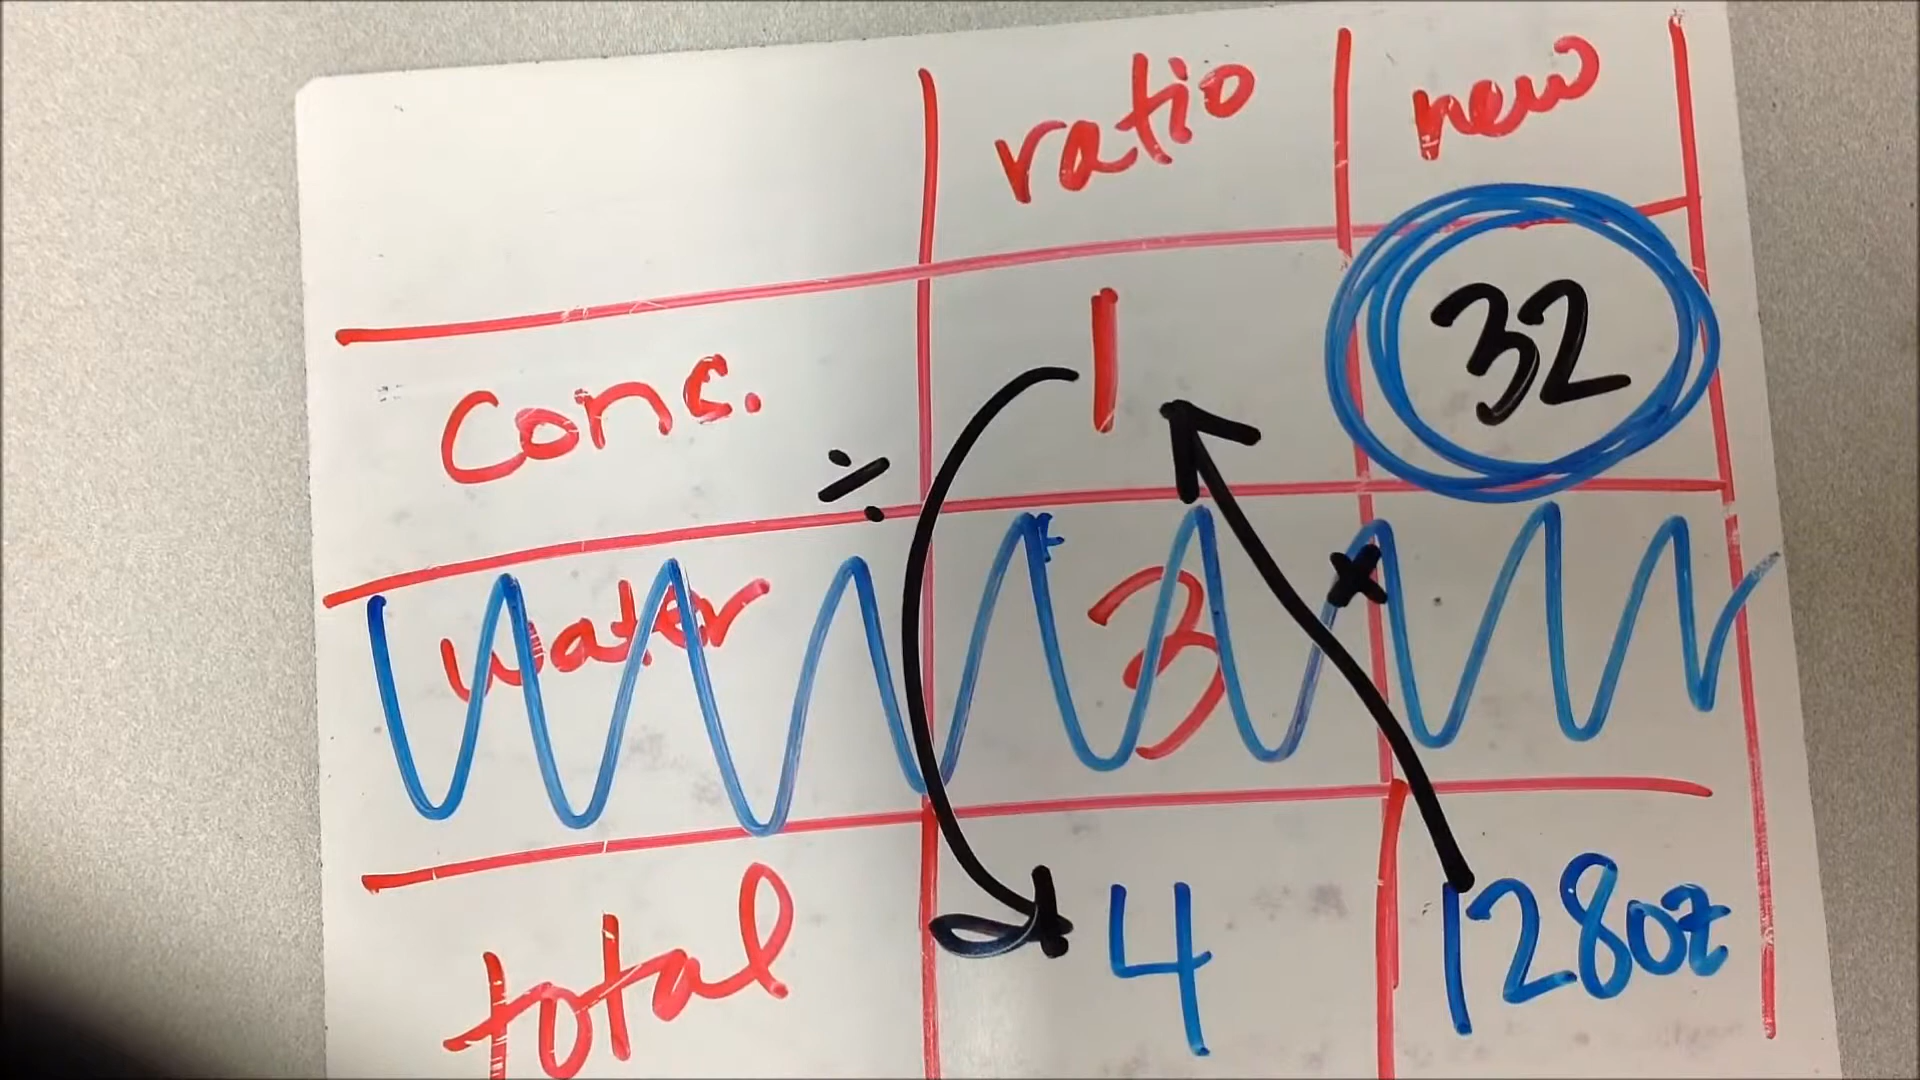 ratio new
conc. 1 32
÷
water 3 x
total 4 128oz